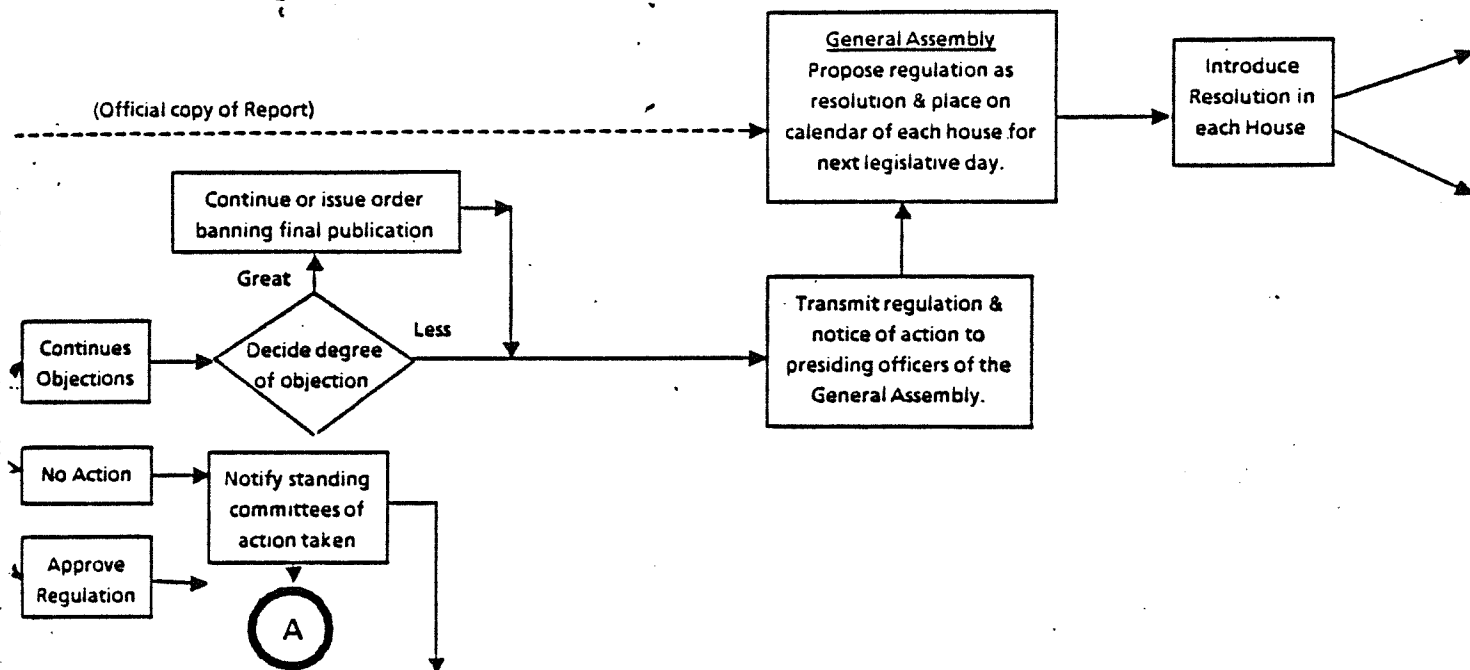 General Assembly
Propose regulation as
resolution & place on
calendar of each house for
next legislative day.
Introduce
Resolution in
each House
(Official copy of Report)
Continue or issue order
banning final publication
Great
Less
Continues
Objections
Decide degree
of objection
Transmit regulation &
notice of action to
presiding officers of the
General Assembly.
No Action
Notify standing
committees of
action taken
Approve
Regulation
A